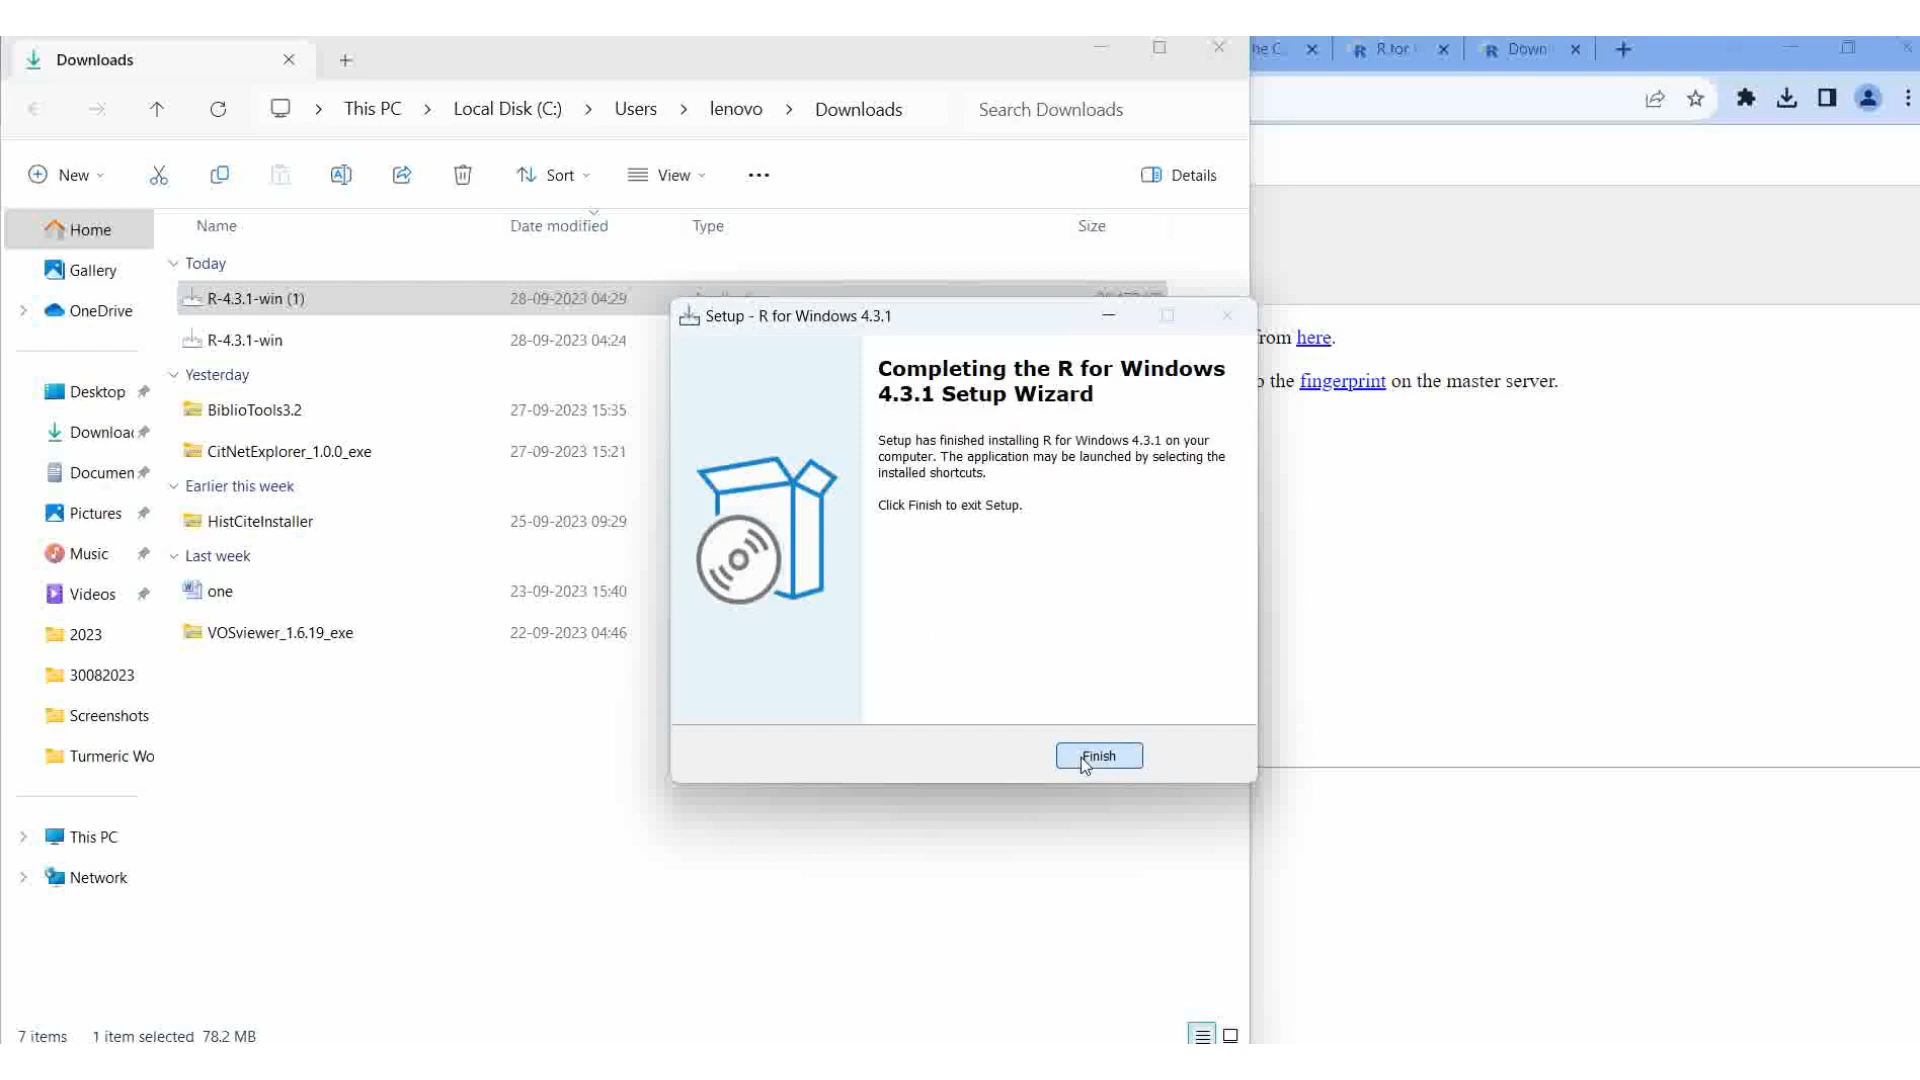 Downloads
he C
R for
Down
This PC > Local Disk (C:) > Users > lenovo > Downloads
Search Downloads
New
Sort
View
Details
Name Date modified Type Size
Home
Gallery
OneDrive
Desktop
Download
Documen
Pictures
Music
Videos
2023
30082023
Screenshots
Turmeric Wo
This PC
Network
Today
R-4.3.1-win (1) 28-09-2023 04:29
R-4.3.1-win 28-09-2023 04:24
Yesterday
BiblioTools3.2 27-09-2023 15:35
CitNetExplorer_1.0.0_exe 27-09-2023 15:21
Earlier this week
HistCiteInstaller 25-09-2023 09:29
Last week
one 23-09-2023 15:40
VOSviewer_1.6.19_exe 22-09-2023 04:46
Setup - R for Windows 4.3.1
Completing the R for Windows
4.3.1 Setup Wizard
Setup has finished installing R for Windows 4.3.1 on your
computer. The application may be launched by selecting the
installed shortcuts.
Click Finish to exit Setup.
Finish
from here.
o the fingerprint on the master server.
7 items 1 item selected 78.2 MB